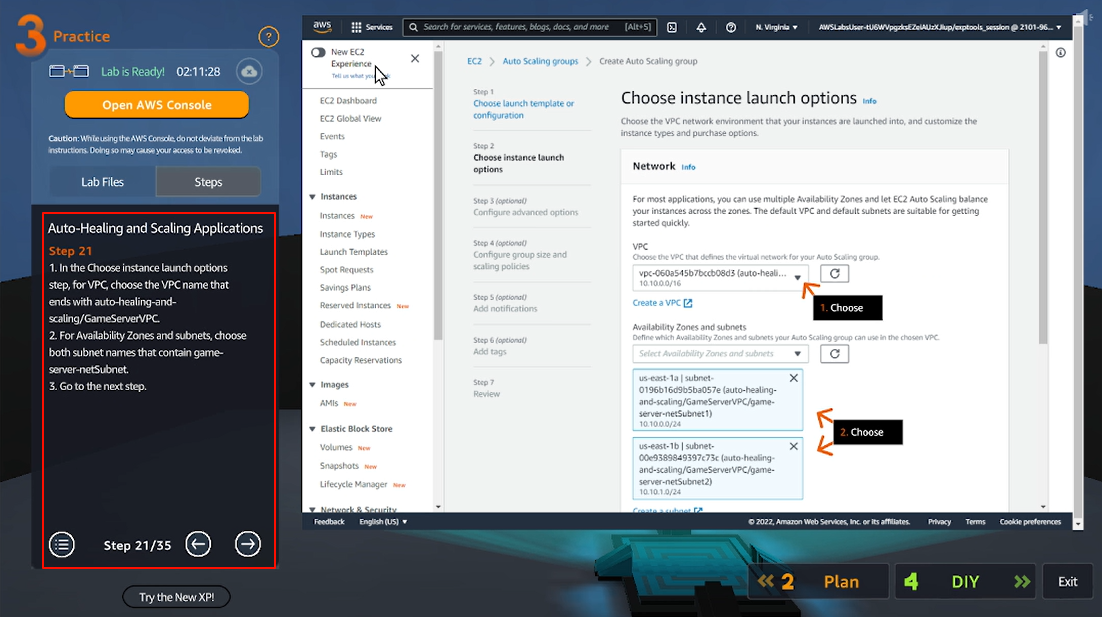 3 Practice
?
Lab is Ready! 02:11:28
Open AWS Console
Caution: While using the AWS Console, do not deviate from the lab
instructions. Doing so may cause your access to be revoked.
Lab Files
Steps
Auto-Healing and Scaling Applications
Step 21
1. In the Choose instance launch options
step, for VPC, choose the VPC name that
ends with auto-healing-and-
scaling/GameServerVPC.
2. For Availability Zones and subnets, choose
both subnet names that contain game-
server-netSubnet.
3. Go to the next step.
Step 21/35
Try the New XP!
aws
Services
Search for services, features, blogs, docs, and more [Alt+S]
N. Virginia
AWSLabsUser-tU6WVpgzksEZeiAUzXJiup/exptools_session @ 2101-96...
New EC2
Experience
Tell us what you
EC2 Dashboard
EC2 Global View
Events
Tags
Limits
Instances
Instances New
Instance Types
Launch Templates
Spot Requests
Savings Plans
Reserved Instances New
Dedicated Hosts
Scheduled Instances
Capacity Reservations
Images
AMIs New
Elastic Block Store
Volumes New
Snapshots New
Lifecycle Manager New
Network & Security
EC2 > Auto Scaling groups > Create Auto Scaling group
Step 1
Choose launch template or
configuration
Step 2
Choose instance launch
options
Step 3 (optional)
Configure advanced options
Step 4 (optional)
Configure group size and
scaling policies
Step 5 (optional)
Add notifications
Step 6 (optional)
Add tags
Step 7
Review
Choose instance launch options Info
Choose the VPC network environment that your instances are launched into, and customize the
instance types and purchase options.
Network Info
For most applications, you can use multiple Availability Zones and let EC2 Auto Scaling balance
your instances across the zones. The default VPC and default subnets are suitable for getting
started quickly.
VPC
Choose the VPC that defines the virtual network for your Auto Scaling group.
vpc-060a545b7bccb08d3 (auto-heali...
10.10.0.0/16
1. Choose
Create a VPC
Availability Zones and subnets
Define which Availability Zones and subnets your Auto Scaling group can use in the chosen VPC.
Select Availability Zones and subnets
us-east-1a | subnet-
0196b16d9b5ba057e (auto-healing-
and-scaling/GameServerVPC/game-
server-netSubnet1)
10.10.0.0/24
2. Choose
us-east-1b | subnet-
00e9389849397c73c (auto-healing-
and-scaling/GameServerVPC/game-
server-netSubnet2)
10.10.1.0/24
Create a subnet
Feedback English (US)
© 2022, Amazon Web Services, Inc. or its affiliates. Privacy Terms Cookie preferences
2 Plan
4 DIY
Exit